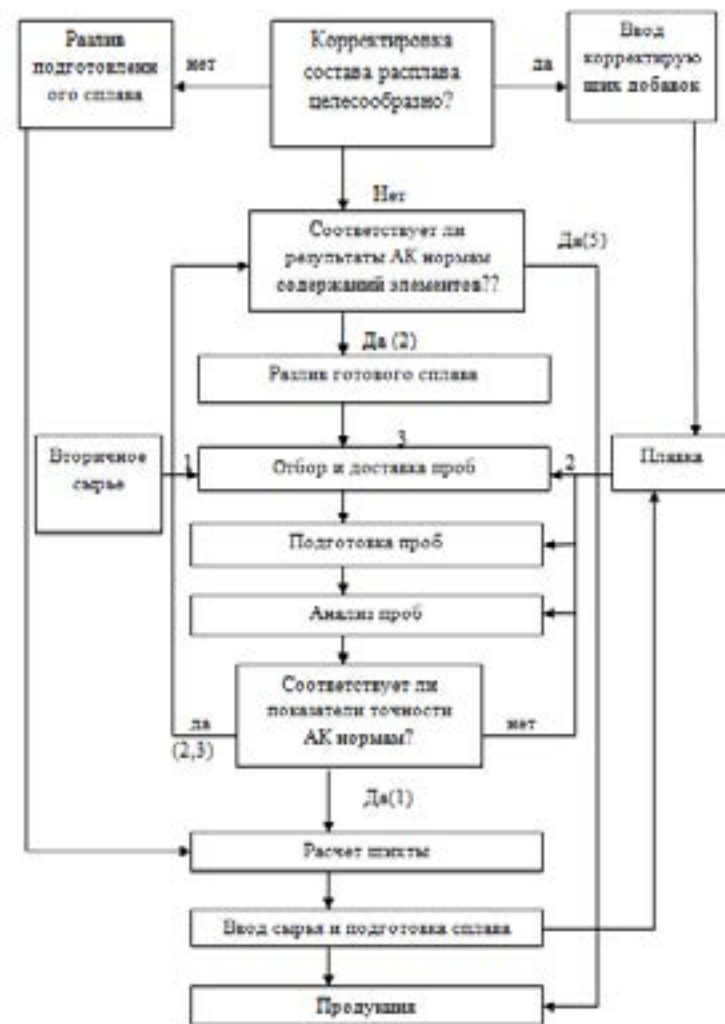 Разлив
подготовленн
ого сплава
нет
Корректировка
состава расплава
целесообразно?
да
Ввод
корректирую
щих добавок
Нет
Соответствует ли
результаты АК нормам
содержаний элементов??
Да(5)
Да (2)
Разлив готового сплава
Вторичное
сырье
1
3
Отбор и доставка проб
2
Плавка
Подготовка проб
Анализ проб
Соответствует ли
показатели точности
АК нормам?
да
(2,3)
нет
Да(1)
Расчет шихты
Ввод сырья и подготовка сплава
Продукция